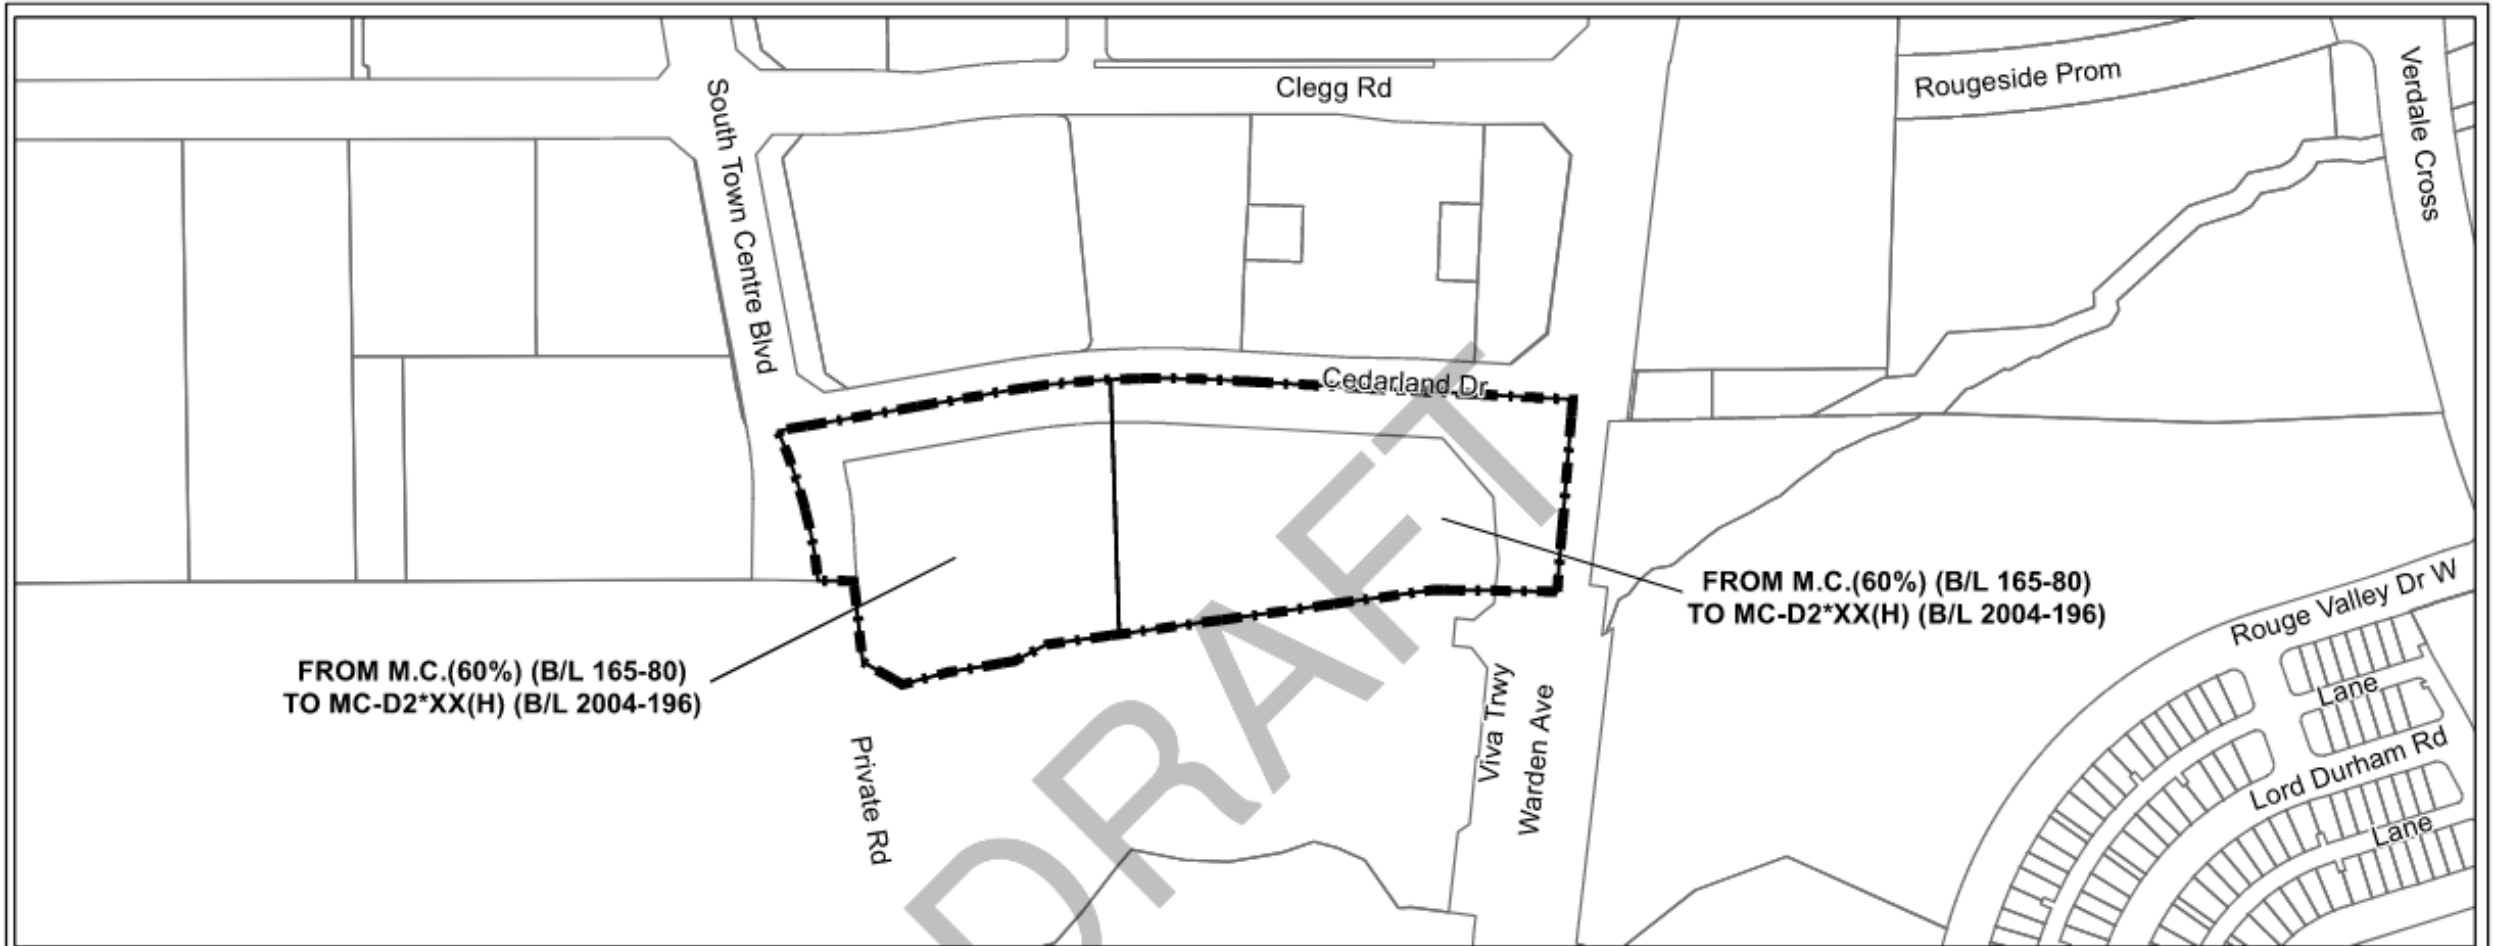 Clegg Rd
Rougeside Prom
Verdale Cross
South Town Centre Blvd
Cedarland Dr
FROM M.C.(60%) (B/L 165-80)
TO MC-D2*XX(H) (B/L 2004-196)
FROM M.C.(60%) (B/L 165-80)
TO MC-D2*XX(H) (B/L 2004-196)
Rouge Valley Dr W
Lane
Lord Durham Rd
Lane
Viva Trwy
Warden Ave
Private Rd
DRAFT